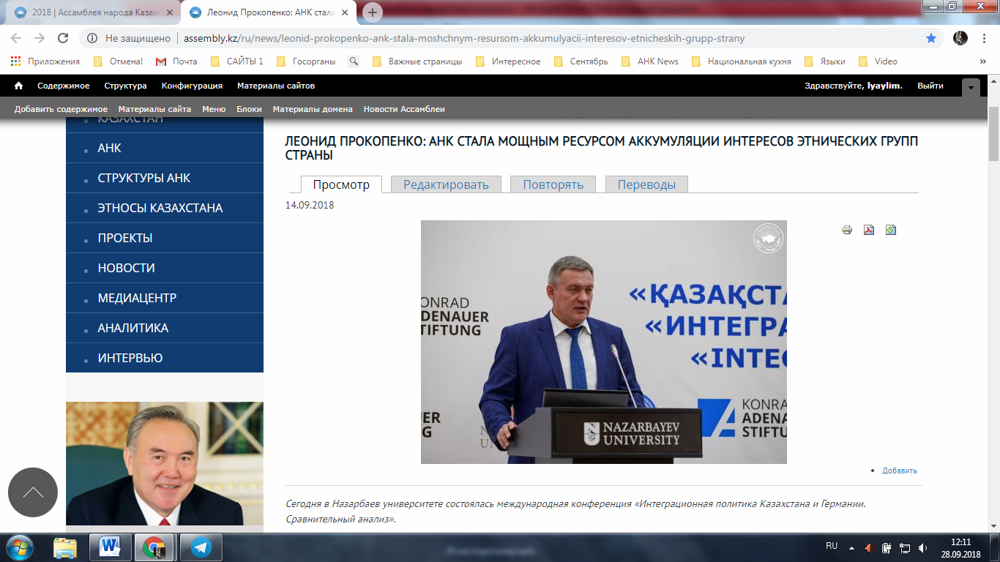 2018 | Ассамблея народа Казахс
Леонид Прокопенко: АНК стала
Не защищено
assembly.kz/ru/news/leonid-prokopenko-ank-stala-moshchnym-resursom-akkumulyacii-interesov-etnicheskih-grupp-strany
Приложения
Отмена!
Почта
САЙТЫ 1
Госорганы
Важные страницы
Интересное
Сентябрь
АНК News
Национальная кухня
Языки
Video
»
Содержимое
Структура
Конфигурация
Материалы сайтов
Здравствуйте, lyaylim.
Выйти
Добавить содержимое
Материалы сайта
Меню
Блоки
Материалы домена
Новости Ассамблеи
КАЗАХСТАН
АНК
СТРУКТУРЫ АНК
ЭТНОСЫ КАЗАХСТАНА
ПРОЕКТЫ
НОВОСТИ
МЕДИАЦЕНТР
АНАЛИТИКА
ИНТЕРВЬЮ
ЛЕОНИД ПРОКОПЕНКО: АНК СТАЛА МОЩНЫМ РЕСУРСОМ АККУМУЛЯЦИИ ИНТЕРЕСОВ ЭТНИЧЕСКИХ ГРУПП
СТРАНЫ
Просмотр
Редактировать
Повторять
Переводы
14.09.2018
KONRAD
ADENAUER
STIFTUNG
«ҚАЗАҚСТА
«ИНТЕГРА
«INTEG
UER
NG
NAZARBAYEV
UNIVERSITY
KONRAD
ADENA
STIFTU
Добавить
Сегодня в Назарбаев университете состоялась международная конференция «Интеграционная политика Казахстана и Германии.
Сравнительный анализ».
RU
12:11
28.09.2018